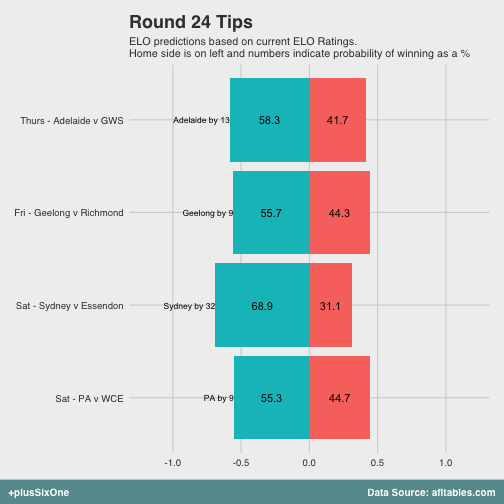 Round 24 Tips
ELO predictions based on current ELO Ratings.
Home side is on left and numbers indicate probability of winning as a %
Thurs - Adelaide v GWS
Adelaide by 13
58.3
41.7
Fri - Geelong v Richmond
Geelong by 9
55.7
44.3
Sat - Sydney v Essendon
Sydney by 32
68.9
31.1
Sat - PA v WCE
PA by 9
55.3
44.7
-1.0
-0.5
0.0
0.5
1.0
+plusSixOne
Data Source: afltables.com